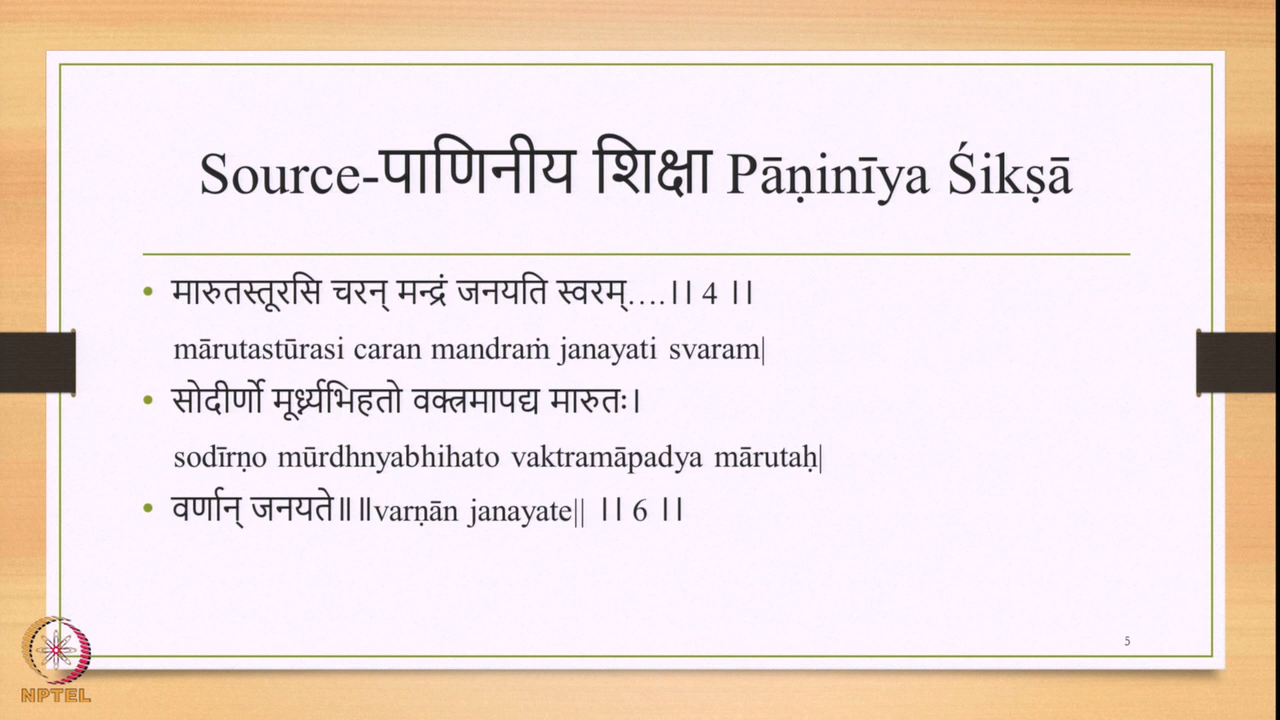 Source-पाणिनीय शिक्षा Pāṇinīya Śikṣā
• मारुतस्तूरसि चरन् मन्द्रं जनयति स्वरम्....।। 4 ।।
mārutastūrasi caran mandraṁ janayati svaram|
• सोदीर्णो मूर्ध्न्यभिहतो वक्त्रमापद्य मारुतः।
sodīrṇo mūrdhnyabhihato vaktramāpadya mārutaḥ|
• वर्णान् जनयते॥ ॥varṇān janayate|| ।। 6 ।।
5
NPTEL